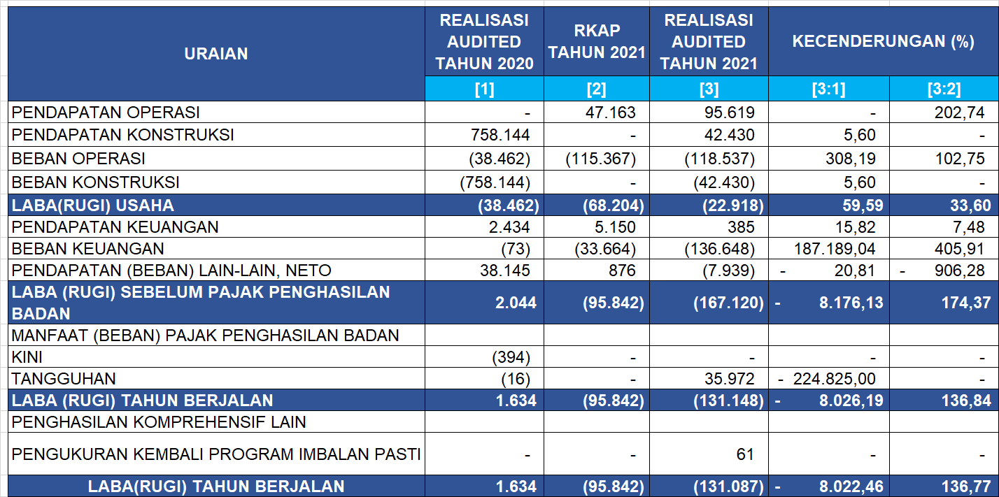 URAIAN
REALISASI AUDITED TAHUN 2020
RKAP TAHUN 2021
REALISASI AUDITED TAHUN 2021
KECENDERUNGAN (%)
[1] [2] [3] [3:1] [3:2]
PENDAPATAN OPERASI - 47.163 95.619 - 202,74
PENDAPATAN KONSTRUKSI 758.144 - 42.430 5,60 -
BEBAN OPERASI (38.462) (115.367) (118.537) 308,19 102,75
BEBAN KONSTRUKSI (758.144) - (42.430) 5,60 -
LABA(RUGI) USAHA (38.462) (68.204) (22.918) 59,59 33,60
PENDAPATAN KEUANGAN 2.434 5.150 385 15,82 7,48
BEBAN KEUANGAN (73) (33.664) (136.648) 187.189,04 405,91
PENDAPATAN (BEBAN) LAIN-LAIN, NETO 38.145 876 (7.939) - 20,81 - 906,28
LABA (RUGI) SEBELUM PAJAK PENGHASILAN
BADAN 2.044 (95.842) (167.120) - 8.176,13 174,37
MANFAAT (BEBAN) PAJAK PENGHASILAN BADAN
KINI (394) - - - -
TANGGUHAN (16) - 35.972 - 224.825,00 -
LABA (RUGI) TAHUN BERJALAN 1.634 (95.842) (131.148) - 8.026,19 136,84
PENGHASILAN KOMPREHENSIF LAIN
PENGUKURAN KEMBALI PROGRAM IMBALAN PASTI - - 61 - -
LABA(RUGI) TAHUN BERJALAN 1.634 (95.842) (131.087) - 8.022,46 136,77